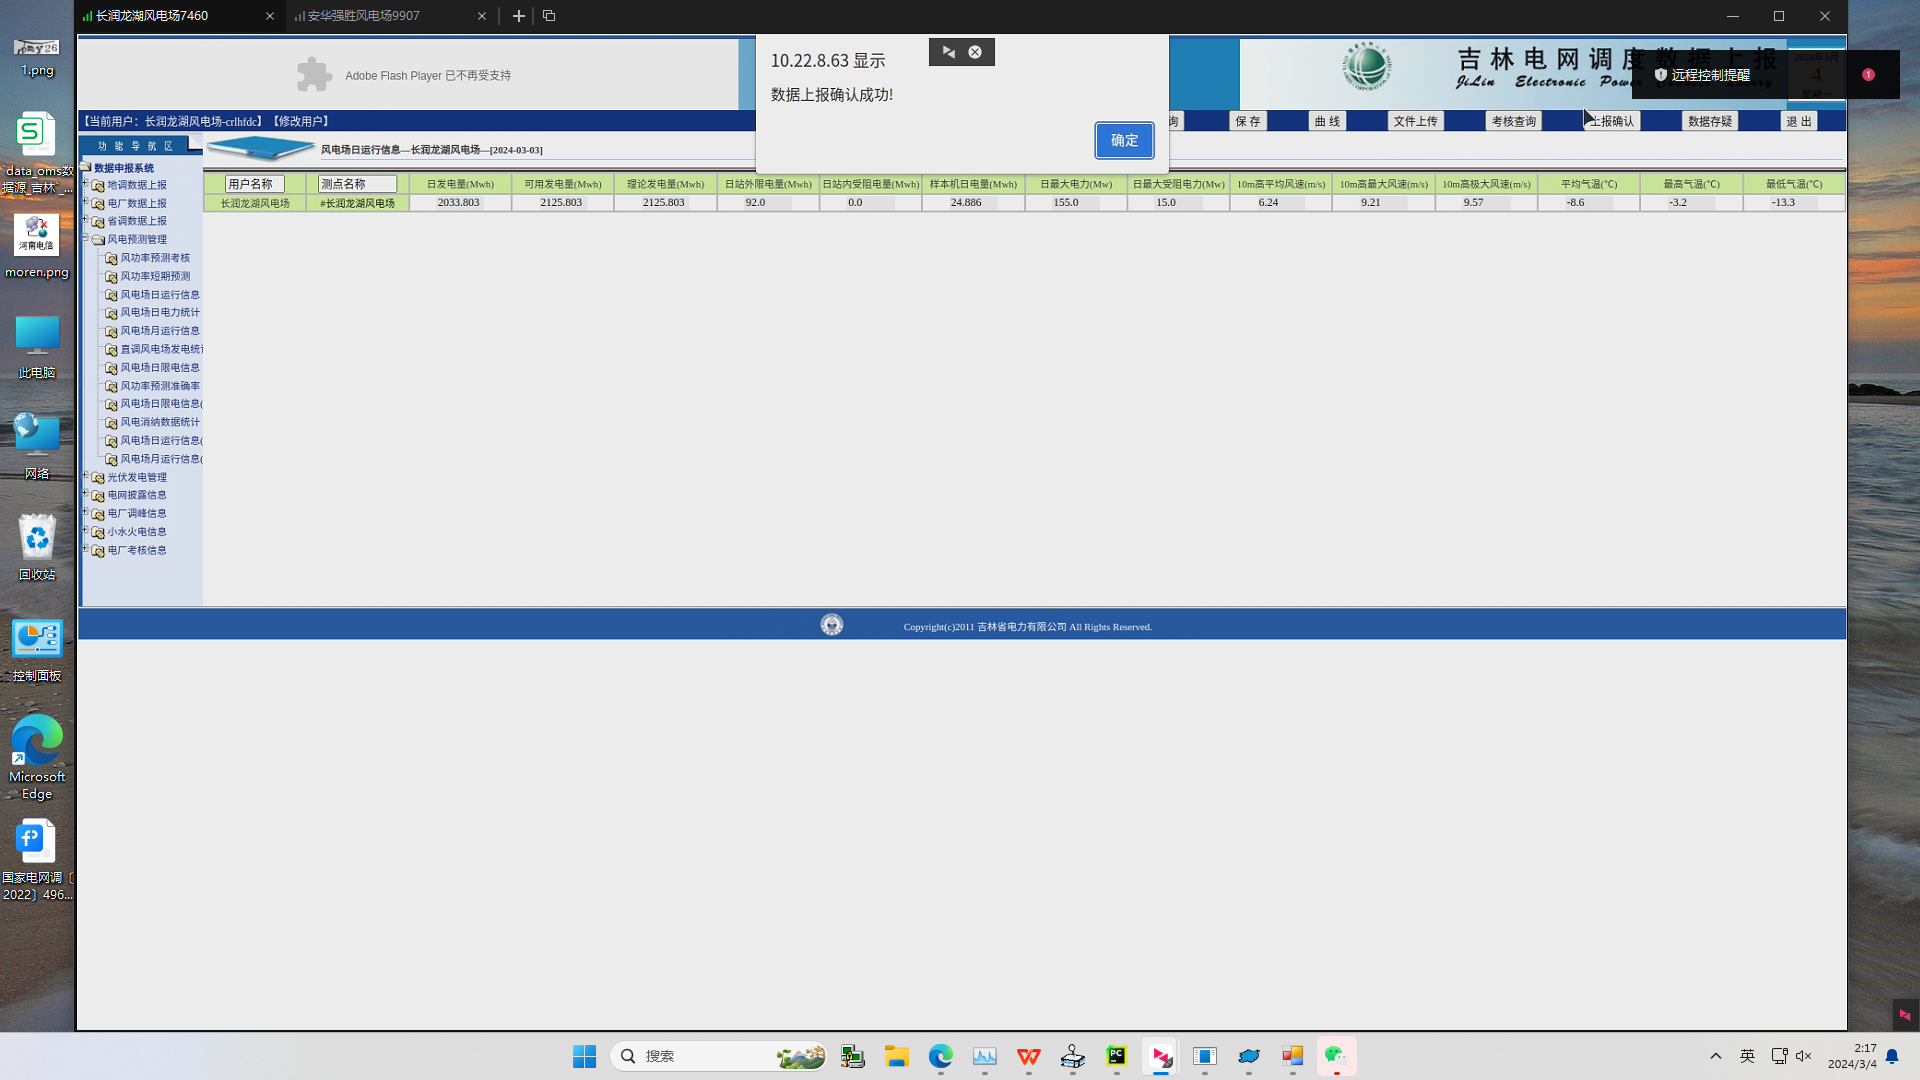 长润龙湖风电场7460
安华强胜风电场9907
1.png
moren.png
此电脑
网络
回收站
控制面板
Microsoft
Edge
国家电网调〔
2022〕496...
Adobe Flash Player 已不再受支持
10.22.8.63 显示
数据上报确认成功!
确定
吉林电网调度数据上报
远程控制提醒
1
【当前用户：长润龙湖风电场-crlhfdc】【修改用户】
询
保 存
曲 线
文件上传
考核查询
上报确认
数据存疑
退 出
功 能 导 航 区
风电场日运行信息—长润龙湖风电场—[2024-03-03]
数据申报系统
地调数据上报
电厂数据上报
省调数据上报
风电预测管理
风功率预测考核
风功率短期预测
风电场日运行信息
风电场日电力统计
风电场月运行信息
直调风电场发电统计
风电场日限电信息
风功率预测准确率
风电场日限电信息(
风电消纳数据统计
风电场日运行信息(
风电场月运行信息(
光伏发电管理
电网披露信息
电厂调峰信息
小水火电信息
电厂考核信息
用户名称 测点名称 日发电量(Mwh) 可用发电量(Mwh) 理论发电量(Mwh) 日站外限电量(Mwh) 日站内受阻电量(Mwh) 样本机日电量(Mwh) 日最大电力(Mw) 日最大受阻电力(Mw) 10m高平均风速(m/s) 10m高最大风速(m/s) 10m高极大风速(m/s) 平均气温(℃) 最高气温(℃) 最低气温(℃)
长润龙湖风电场 #长润龙湖风电场 2033.803 2125.803 2125.803 92.0 0.0 24.886 155.0 15.0 6.24 9.21 9.57 -8.6 -3.2 -13.3
Copyright(c)2011 吉林省电力有限公司 All Rights Reserved.
搜索
英
2:17
2024/3/4